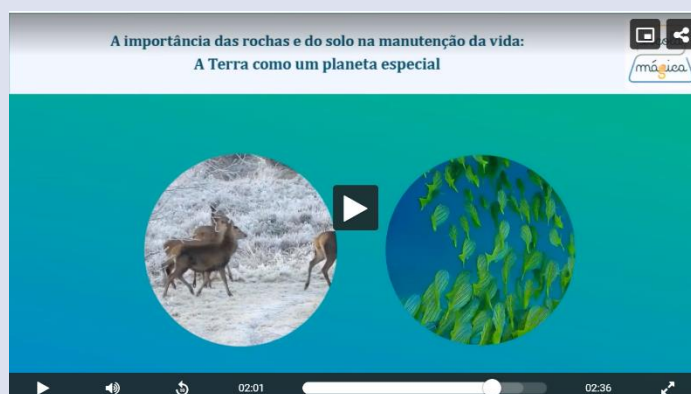 A importância das rochas e do solo na manutenção da vida:
A Terra como um planeta especial
mágica
02:01
02:36